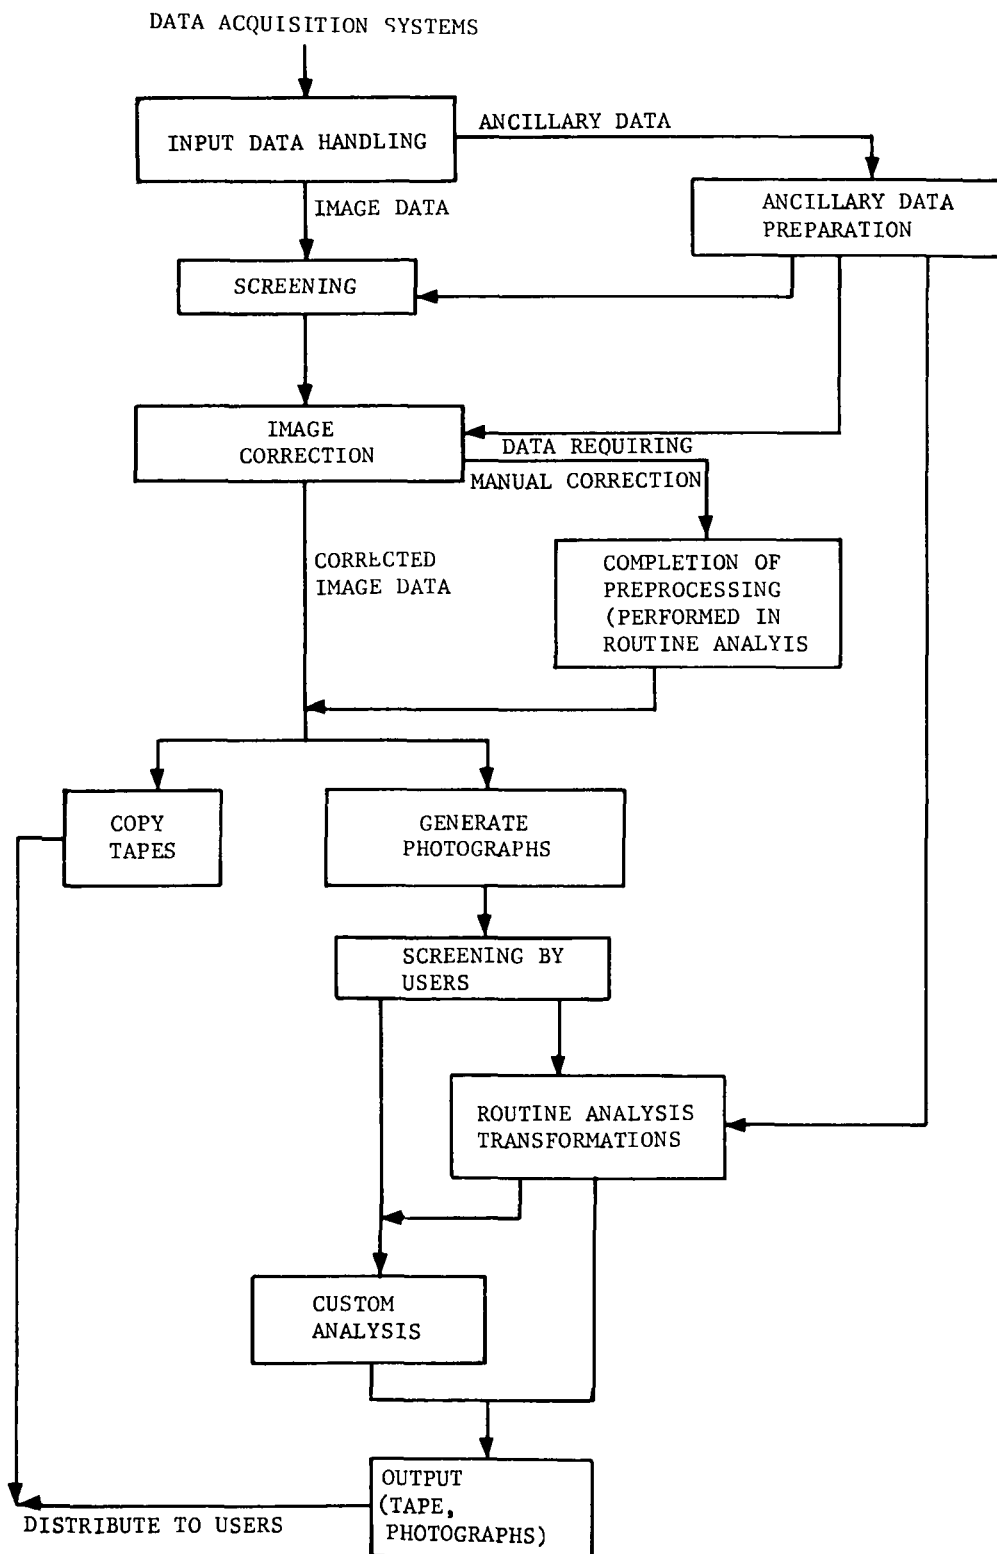 DATA ACQUISITION SYSTEMS
INPUT DATA HANDLING
ANCILLARY DATA
ANCILLARY DATA
PREPARATION
IMAGE DATA
SCREENING
IMAGE
CORRECTION
DATA REQUIRING
MANUAL CORRECTION
CORRECTED
IMAGE DATA
COMPLETION OF
PREPROCESSING
(PERFORMED IN
ROUTINE ANALYIS
COPY
TAPES
GENERATE
PHOTOGRAPHS
SCREENING BY
USERS
ROUTINE ANALYSIS
TRANSFORMATIONS
CUSTOM
ANALYSIS
OUTPUT
(TAPE,
PHOTOGRAPHS)
DISTRIBUTE TO USERS